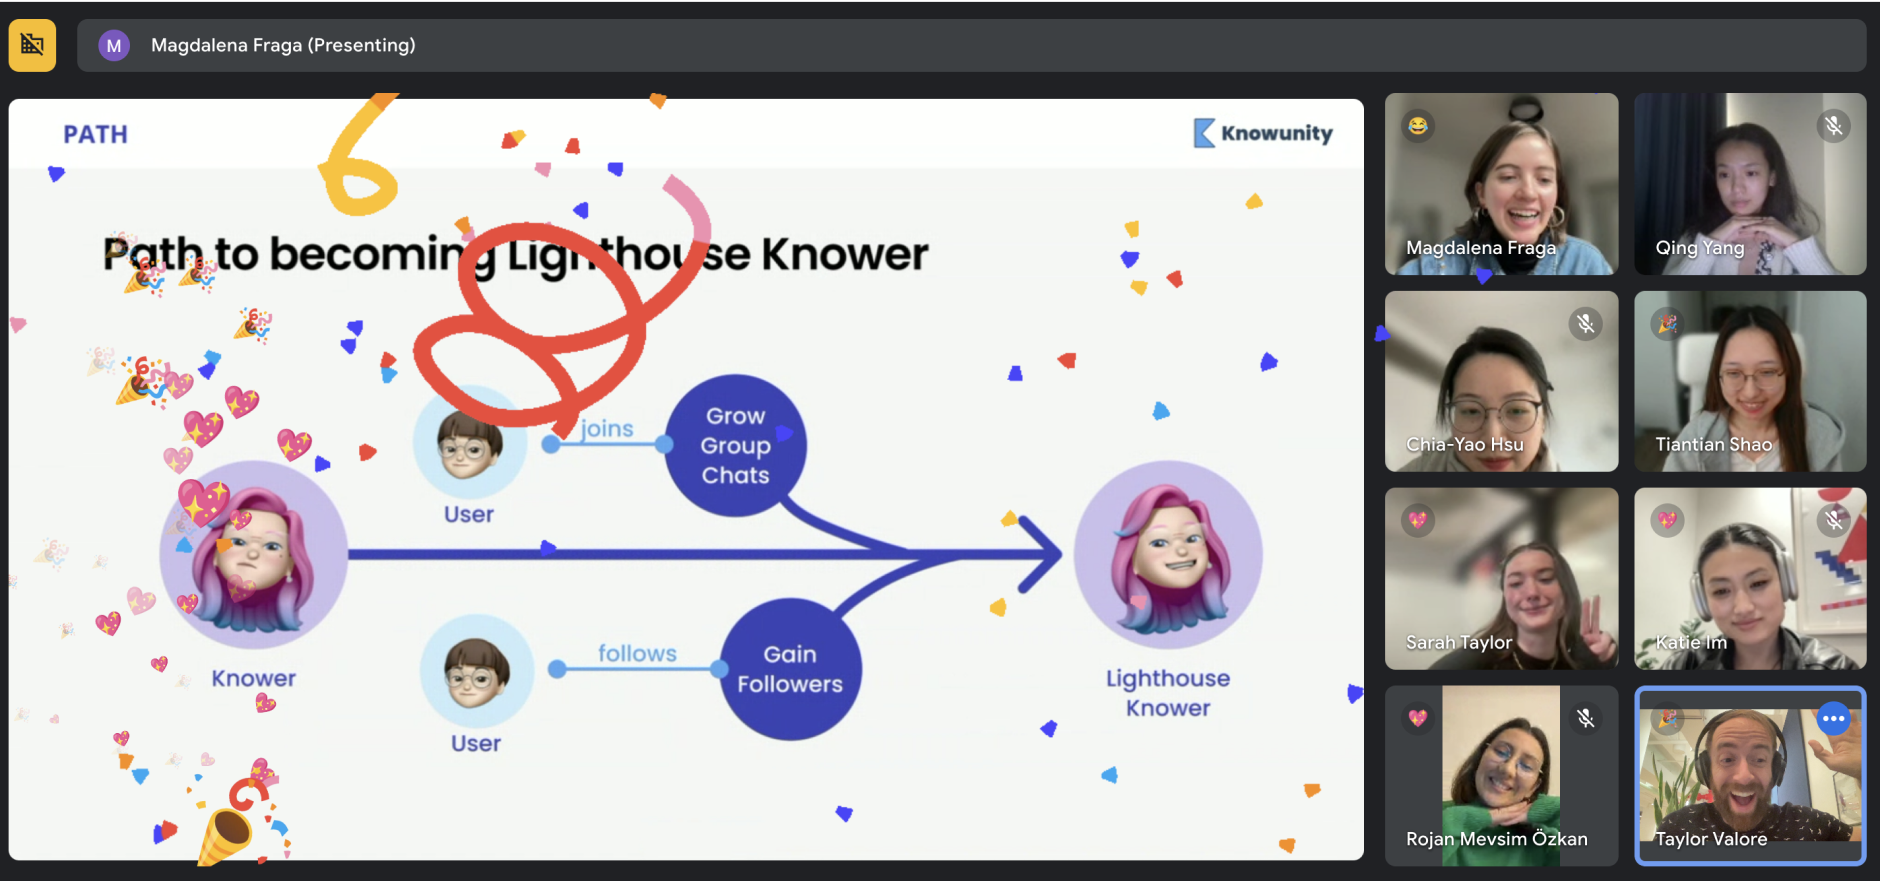 M
Magdalena Fraga (Presenting)
PATH
Knowunity
Path to becoming Lighthouse Knower
joins
Grow
Group
Chats
User
Knower
follows
Gain
Followers
User
Lighthouse
Knower
Magdalena Fraga
Qing Yang
Chia-Yao Hsu
Tiantian Shao
Sarah Taylor
Katie Im
Rojan Mevsim Özkan
Taylor Valore